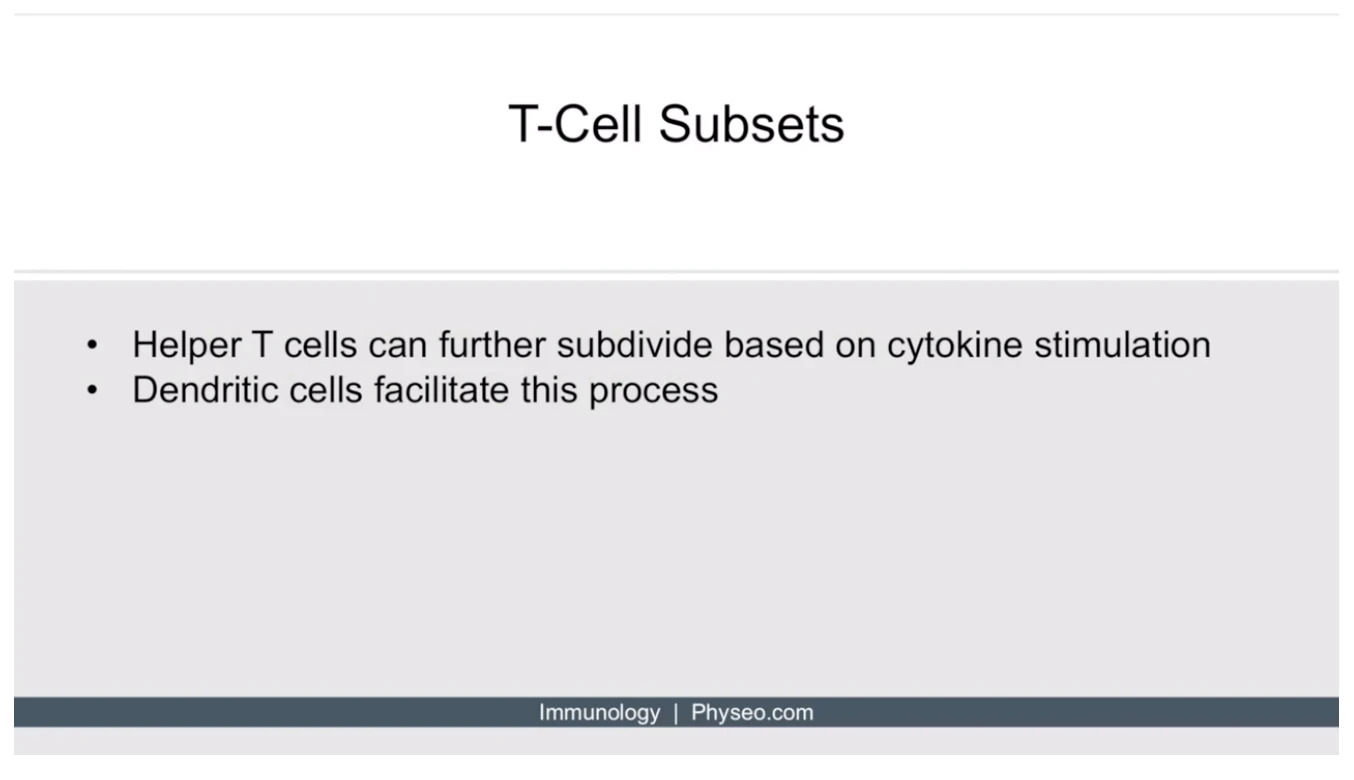 T-Cell Subsets
• Helper T cells can further subdivide based on cytokine stimulation
• Dendritic cells facilitate this process
Immunology | Physeo.com